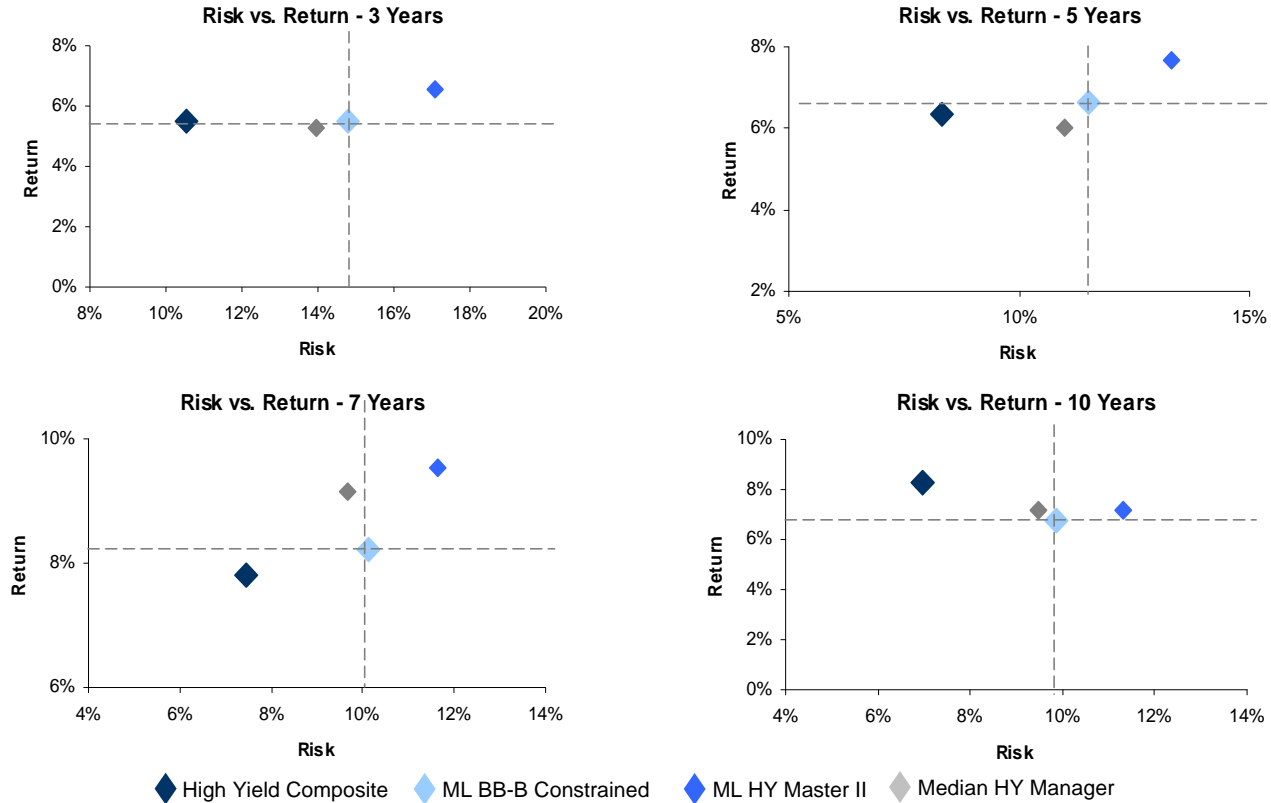 Risk vs. Return - 3 Years
8%
6%
4%
2%
0%
Return
8% 10% 12% 14% 16% 18% 20%
Risk
Risk vs. Return - 5 Years
8%
6%
4%
2%
Return
5% 10% 15%
Risk
Risk vs. Return - 7 Years
10%
8%
6%
Return
4% 6% 8% 10% 12% 14%
Risk
Risk vs. Return - 10 Years
10%
8%
6%
4%
2%
0%
Return
4% 6% 8% 10% 12% 14%
Risk
High Yield Composite ML BB-B Constrained ML HY Master II Median HY Manager